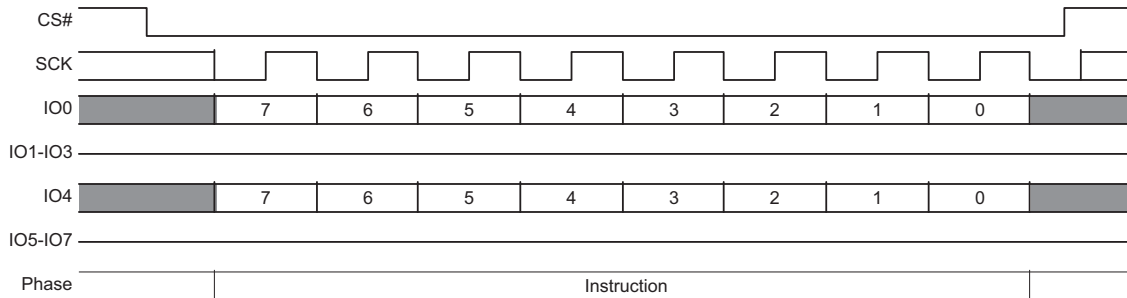 CS#
SCK
IO0 7 6 5 4 3 2 1 0
IO1-IO3
IO4 7 6 5 4 3 2 1 0
IO5-IO7
Phase Instruction